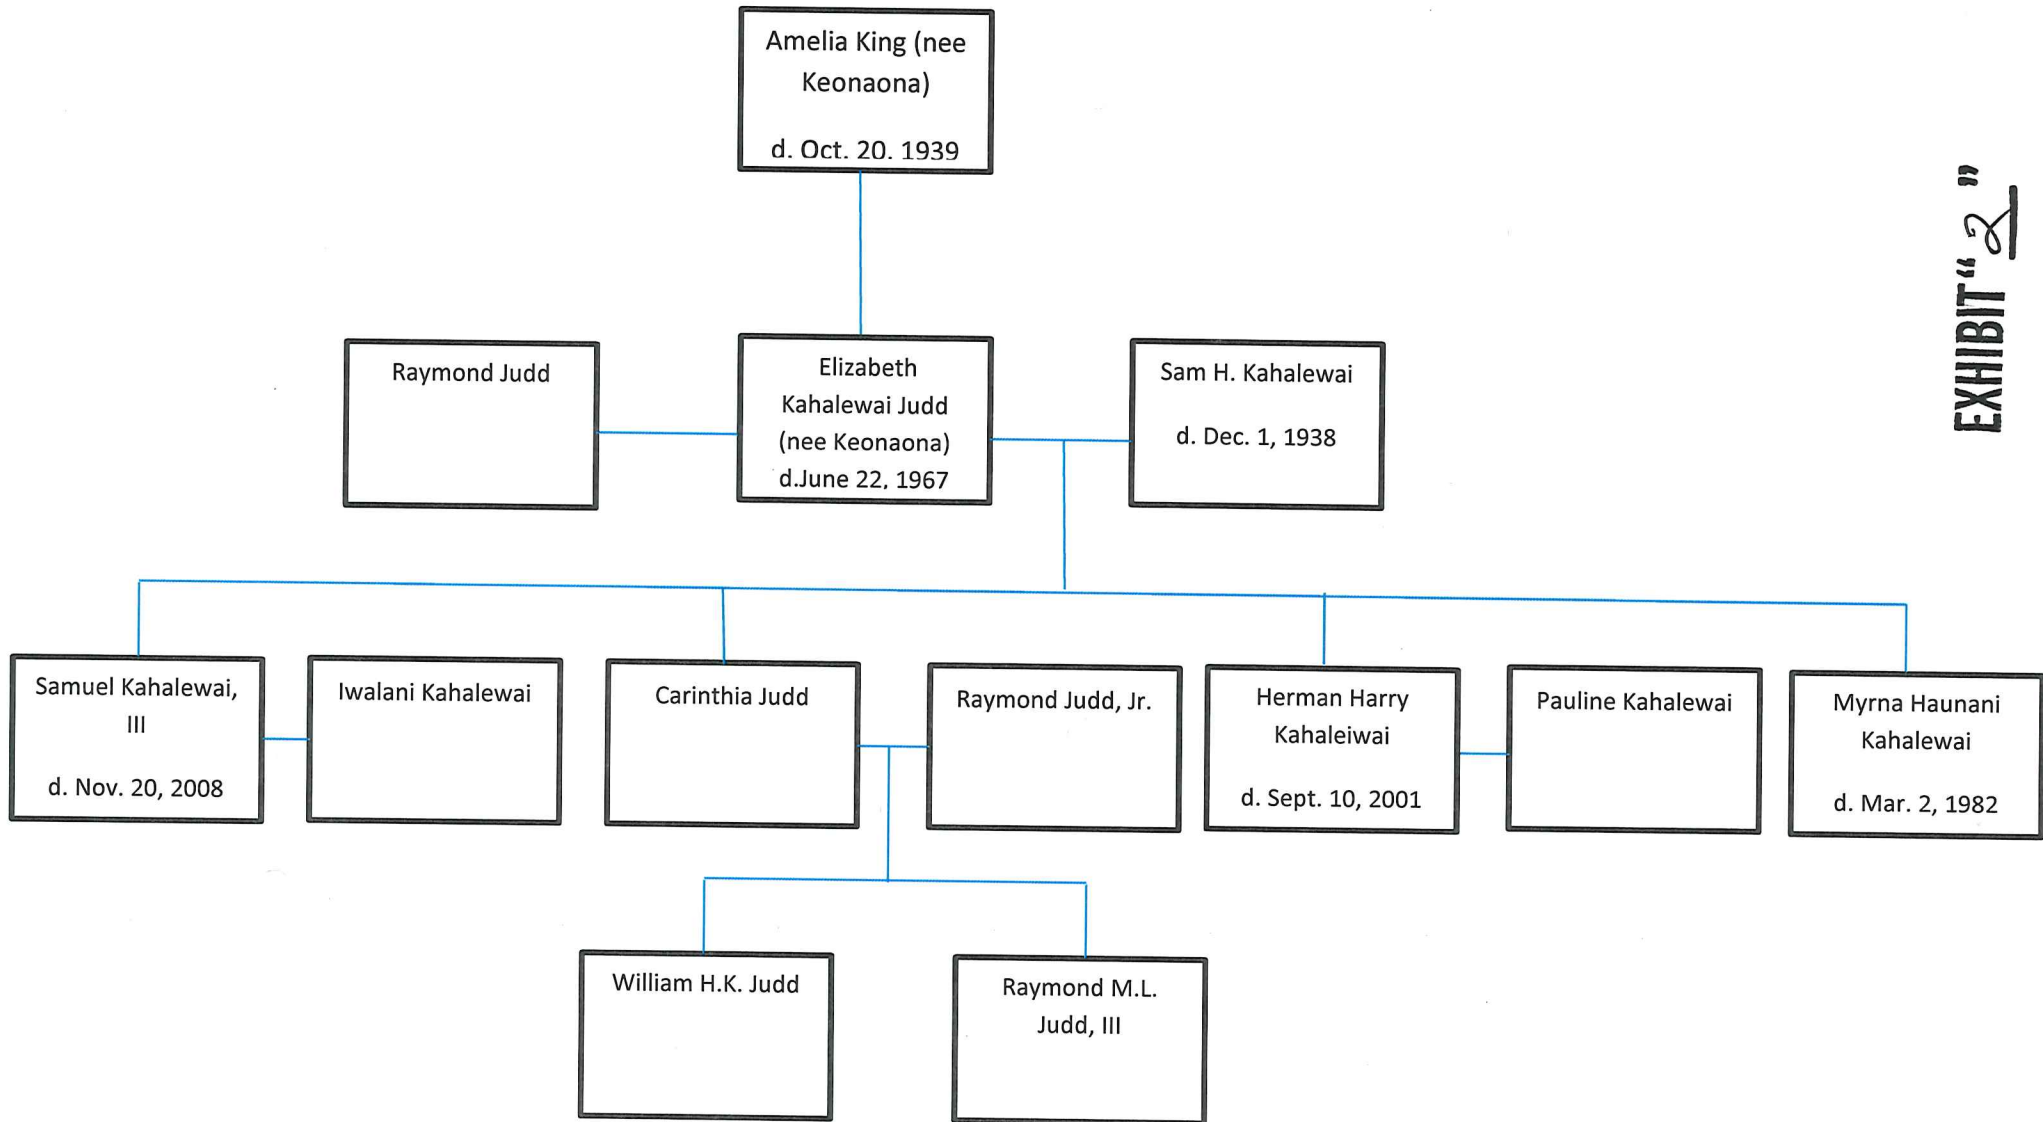 Amelia King (nee
Keonaona)
d. Oct. 20. 1939
EXHIBIT "2"
Raymond Judd
Elizabeth
Kahalewai Judd
(nee Keonaona)
d.June 22, 1967
Sam H. Kahalewai
d. Dec. 1, 1938
Samuel Kahalewai,
III
d. Nov. 20, 2008
Iwalani Kahalewai
Carinthia Judd
Raymond Judd, Jr.
Herman Harry
Kahaleiwai
d. Sept. 10, 2001
Pauline Kahalewai
Myrna Haunani
Kahalewai
d. Mar. 2, 1982
William H.K. Judd
Raymond M.L.
Judd, III